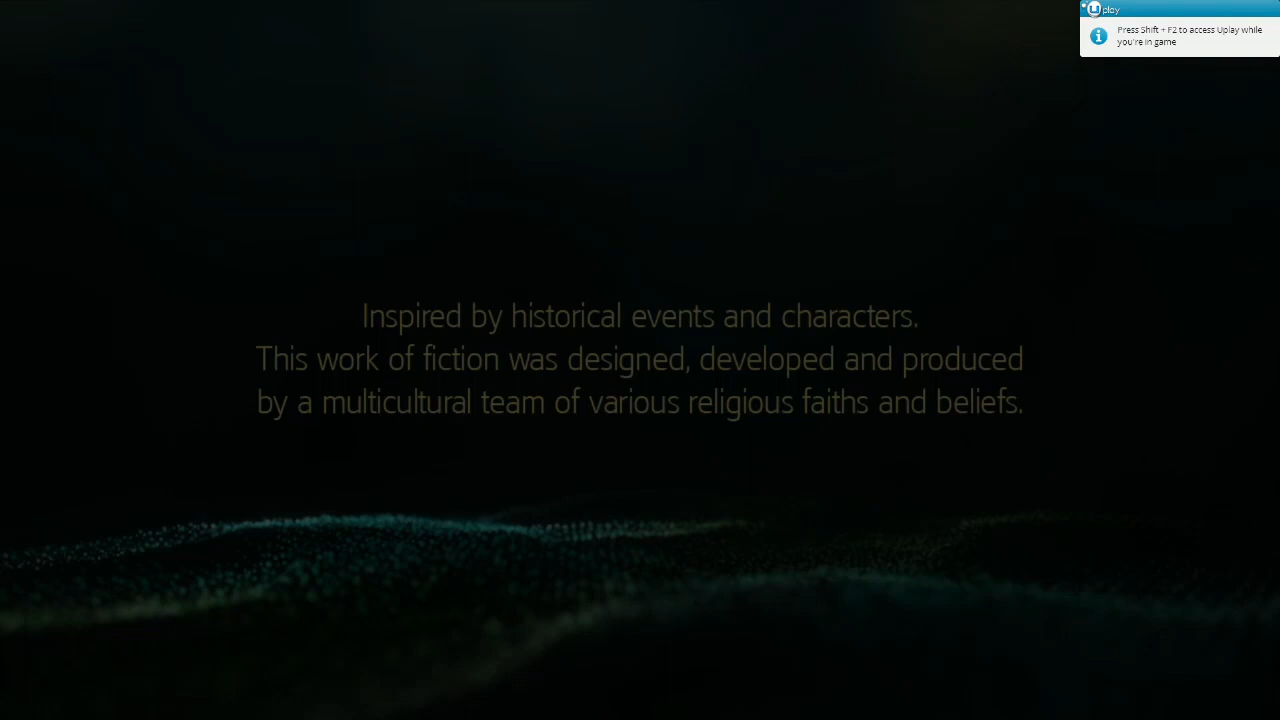 Uplay
Press Shift + F2 to access Uplay while
you're in game
Inspired by historical events and characters.
This work of fiction was designed, developed and produced
by a multicultural team of various religious faiths and beliefs.